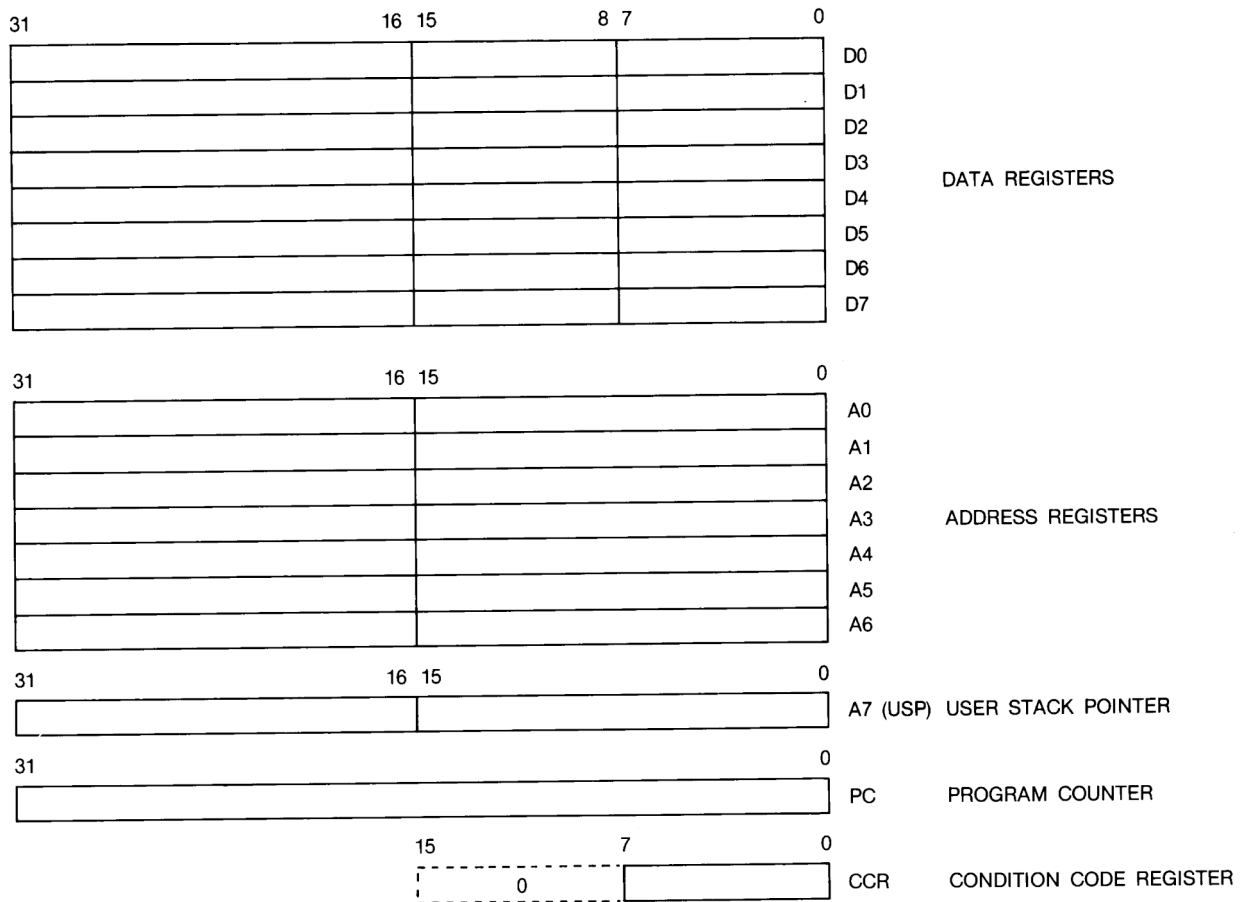 31 16 15 8 7 0
D0
D1
D2
D3
D4
D5
D6
D7
DATA REGISTERS
31 16 15 0
A0
A1
A2
A3
A4
A5
A6
ADDRESS REGISTERS
31 16 15 0
A7 (USP) USER STACK POINTER
31 0
PC PROGRAM COUNTER
15 7 0
0 CCR CONDITION CODE REGISTER